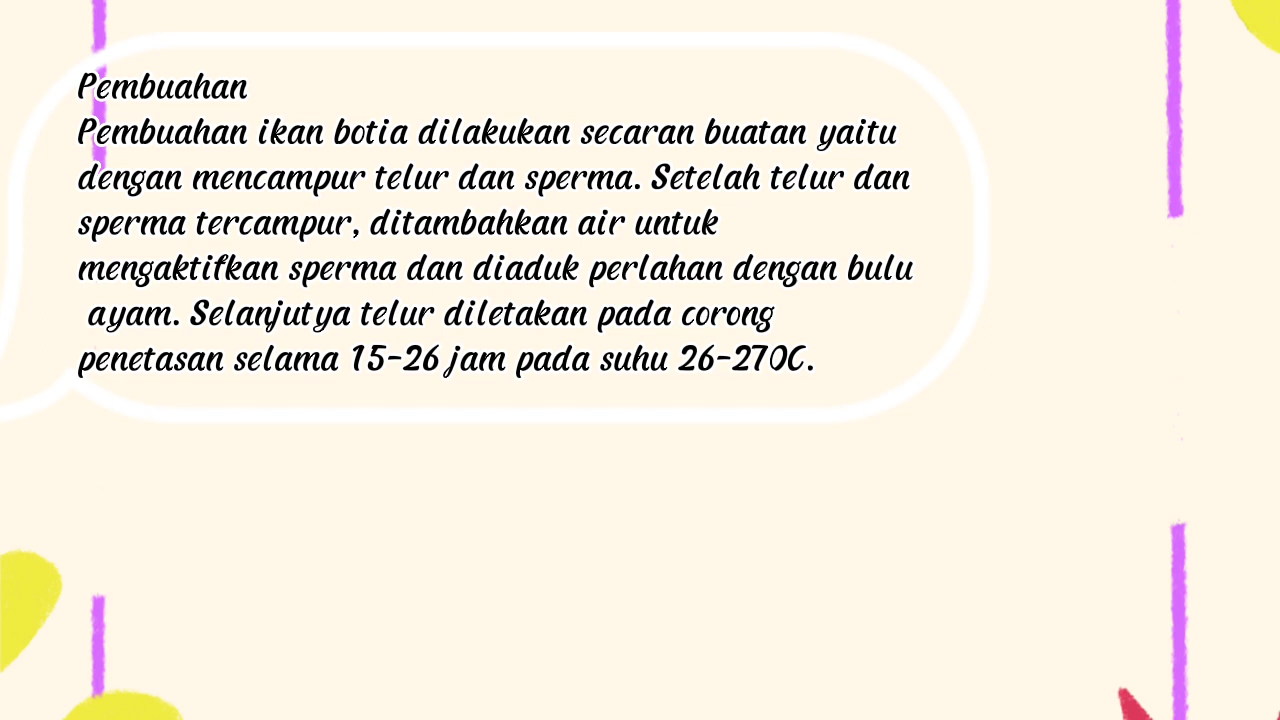 Pembuahan
Pembuahan ikan botia dilakukan secaran buatan yaitu
dengan mencampur telur dan sperma. Setelah telur dan
sperma tercampur, ditambahkan air untuk
mengaktifkan sperma dan diaduk perlahan dengan bulu
ayam. Selanjutya telur diletakan pada corong
penetasan selama 15-26 jam pada suhu 26-270C.